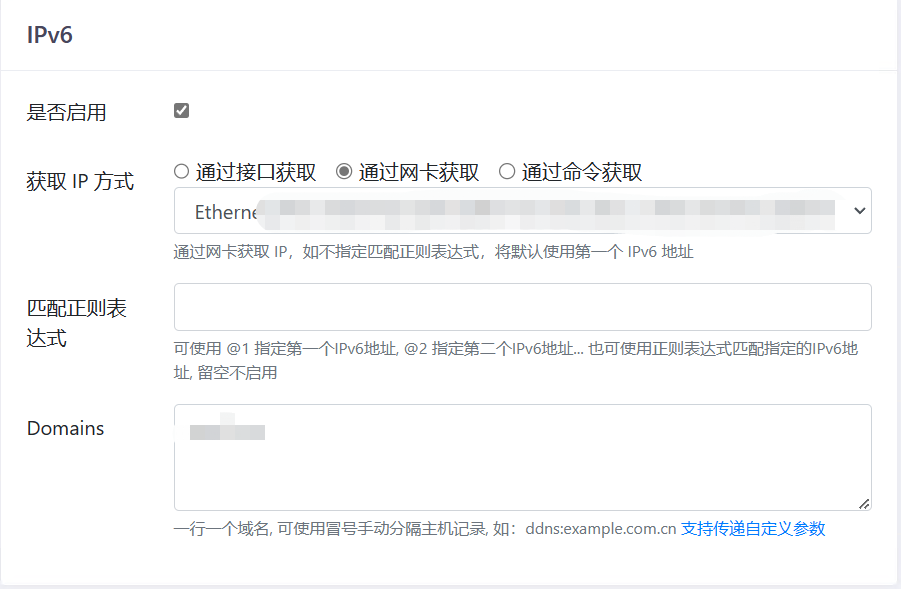 IPv6
是否启用
获取 IP 方式
通过接口获取 通过网卡获取 通过命令获取
通过网卡获取 IP，如不指定匹配正则表达式，将默认使用第一个 IPv6 地址
匹配正则表
达式
可使用 @1 指定第一个IPv6地址, @2 指定第二个IPv6地址... 也可使用正则表达式匹配指定的IPv6地
址, 留空不启用
Domains
一行一个域名, 可使用冒号手动分隔主机记录, 如：ddns:example.com.cn 支持传递自定义参数